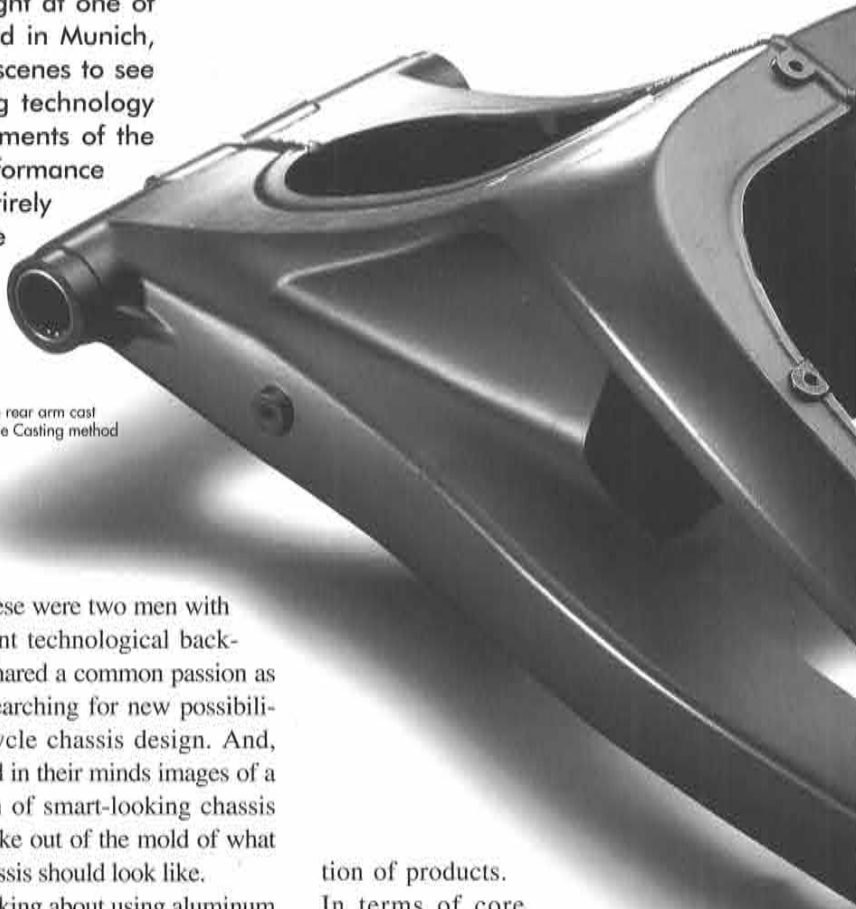 ght at one of
d in Munich,
scenes to see
g technology
ments of the
formance
irely
e
rear arm cast
e Casting method
ese were two men with
nt technological back-
hared a common passion as
earching for new possibili-
ycle chassis design. And,
d in their minds images of a
n of smart-looking chassis
ke out of the mold of what
ssis should look like.
king about using aluminum
tion of products.
In terms of core